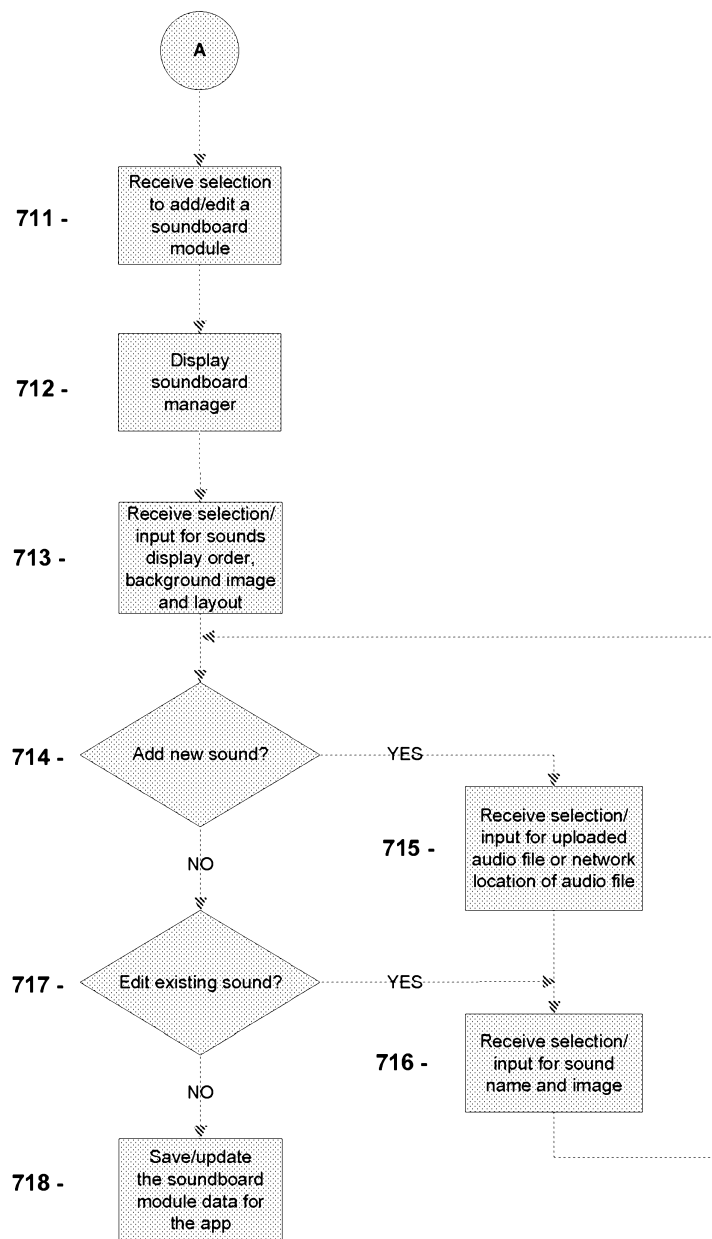 A
711 -
Receive selection
to add/edit a
soundboard
module
712 -
Display
soundboard
manager
713 -
Receive selection/
input for sounds
display order,
background image
and layout
714 -
Add new sound?
YES
715 -
Receive selection/
input for uploaded
audio file or network
location of audio file
NO
717 -
Edit existing sound?
YES
716 -
Receive selection/
input for sound
name and image
NO
718 -
Save/update
the soundboard
module data for
the app